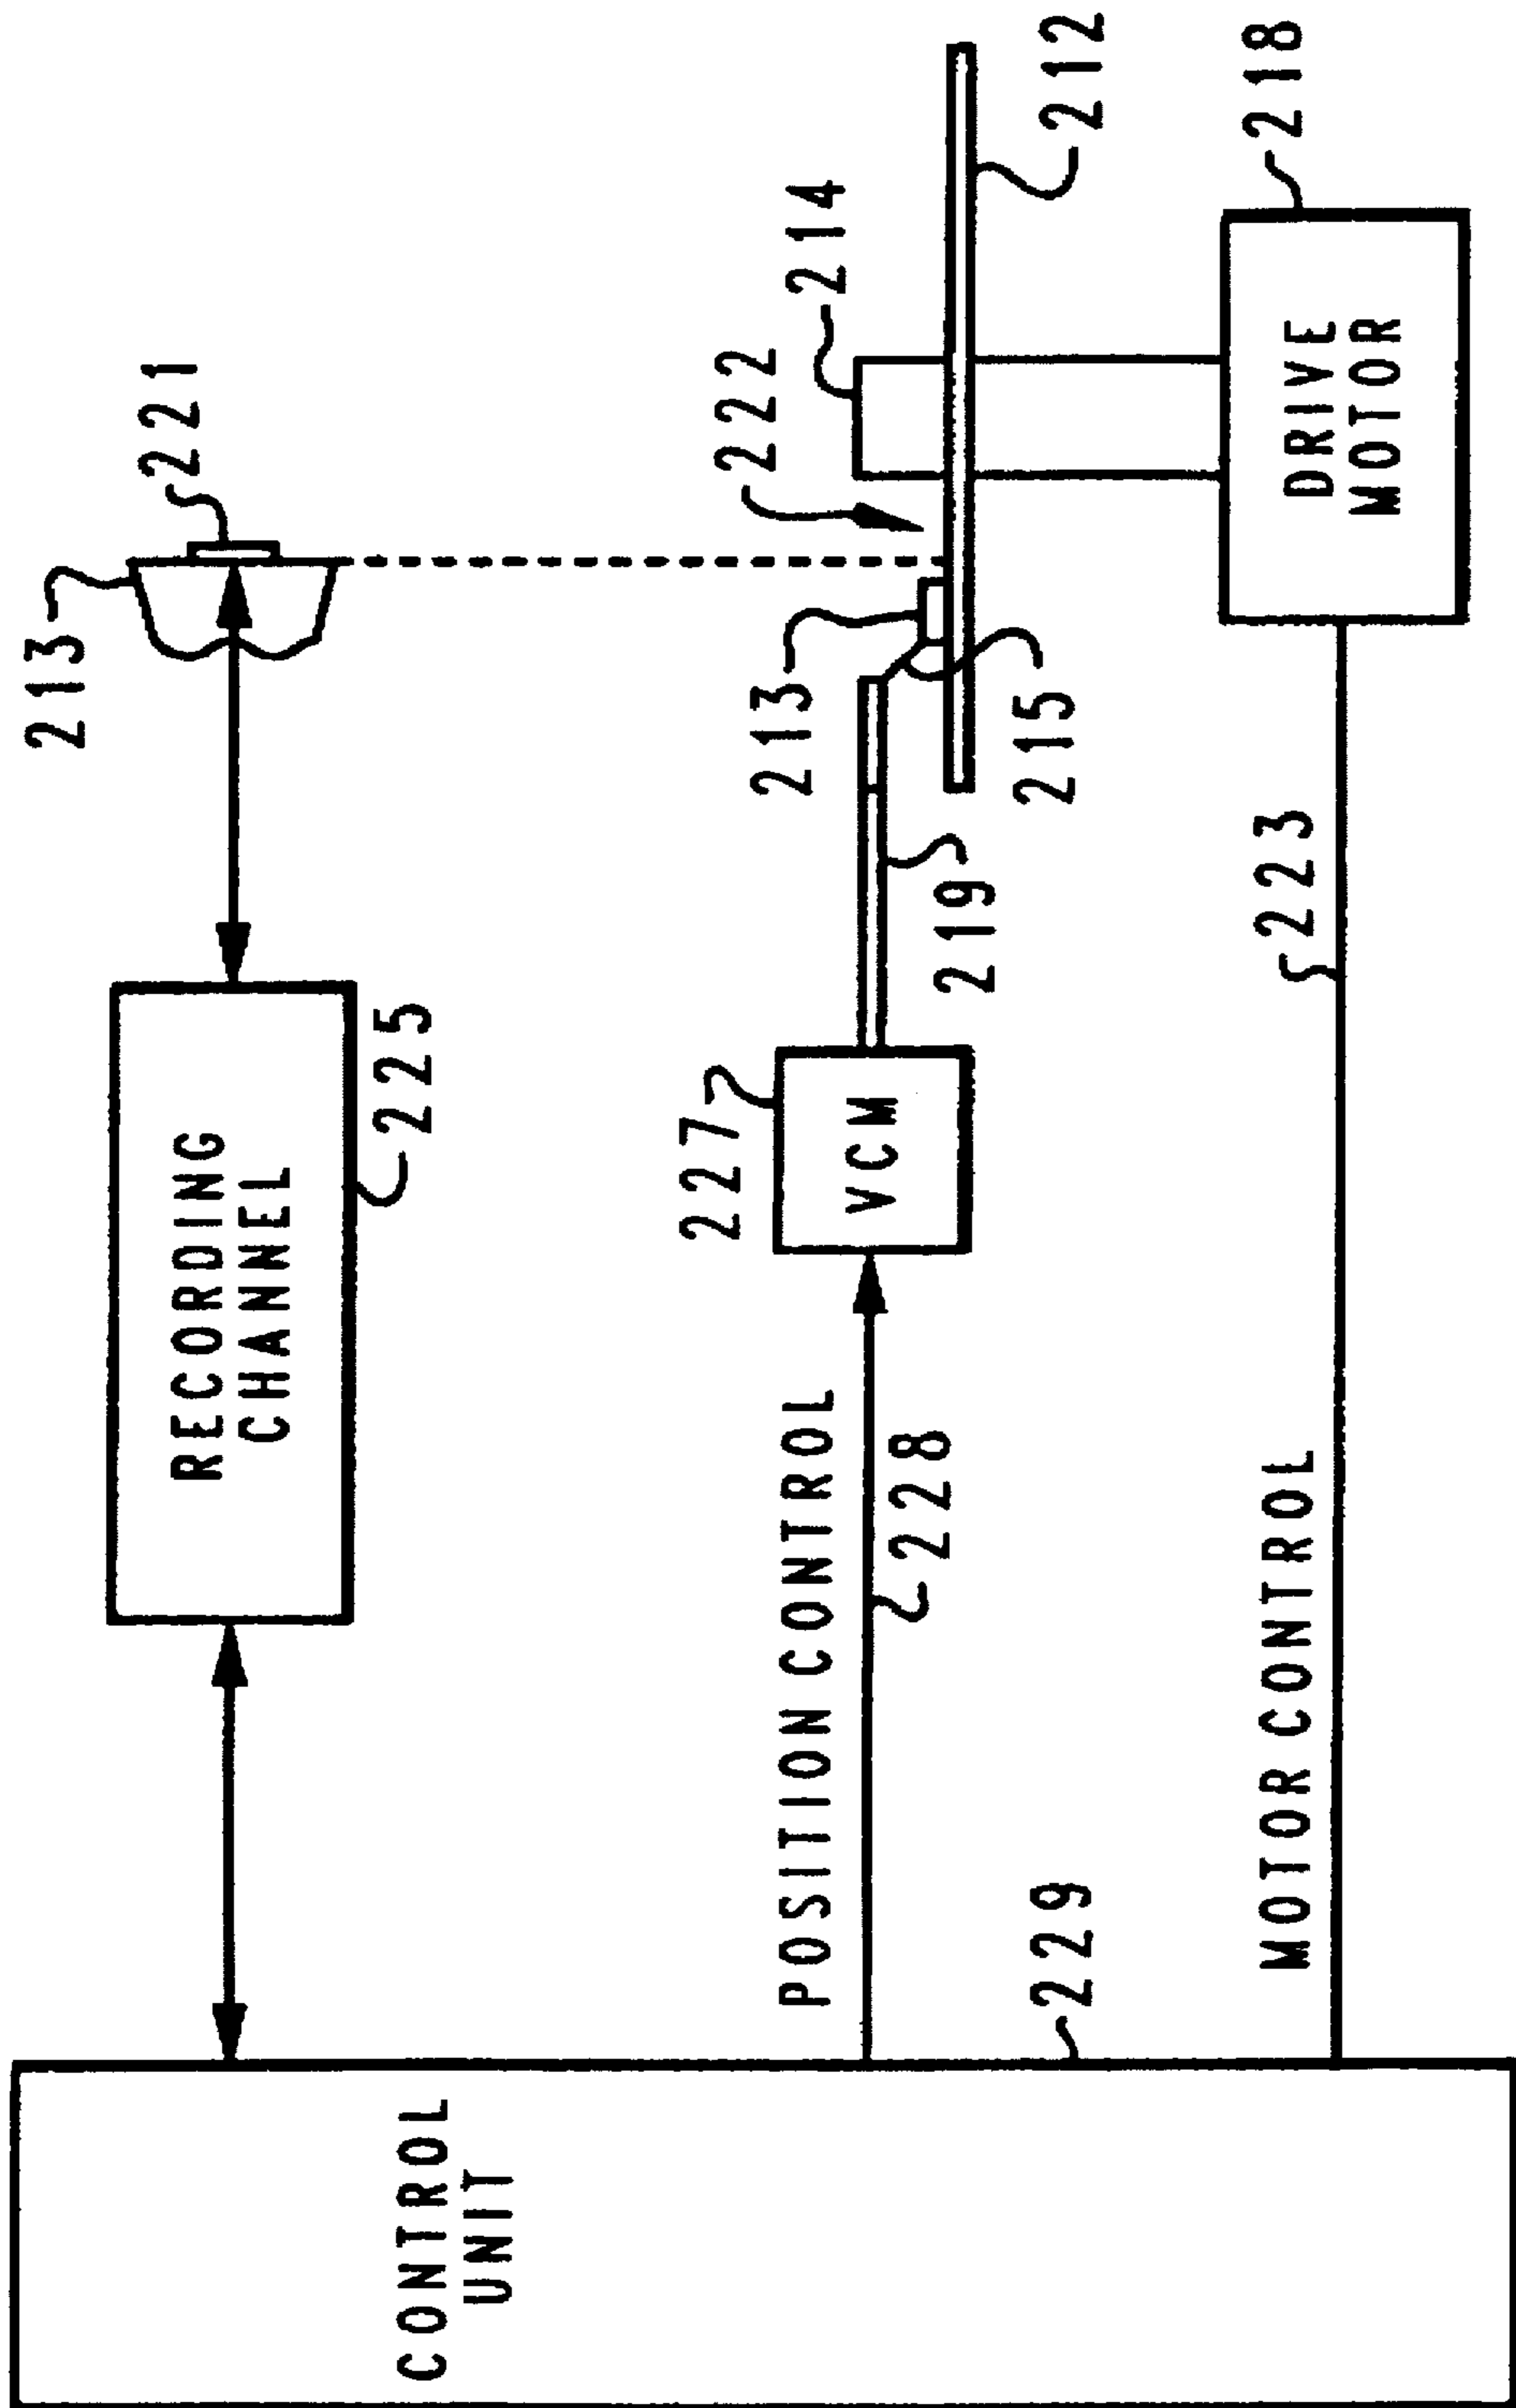 213
221
RECORDING
CHANNEL
225
214
222
213
227
VCM
212
215
219
POSITION CONTROL
228
218
DRIVE
MOTOR
223
MOTOR CONTROL
229
CONTROL
UNIT